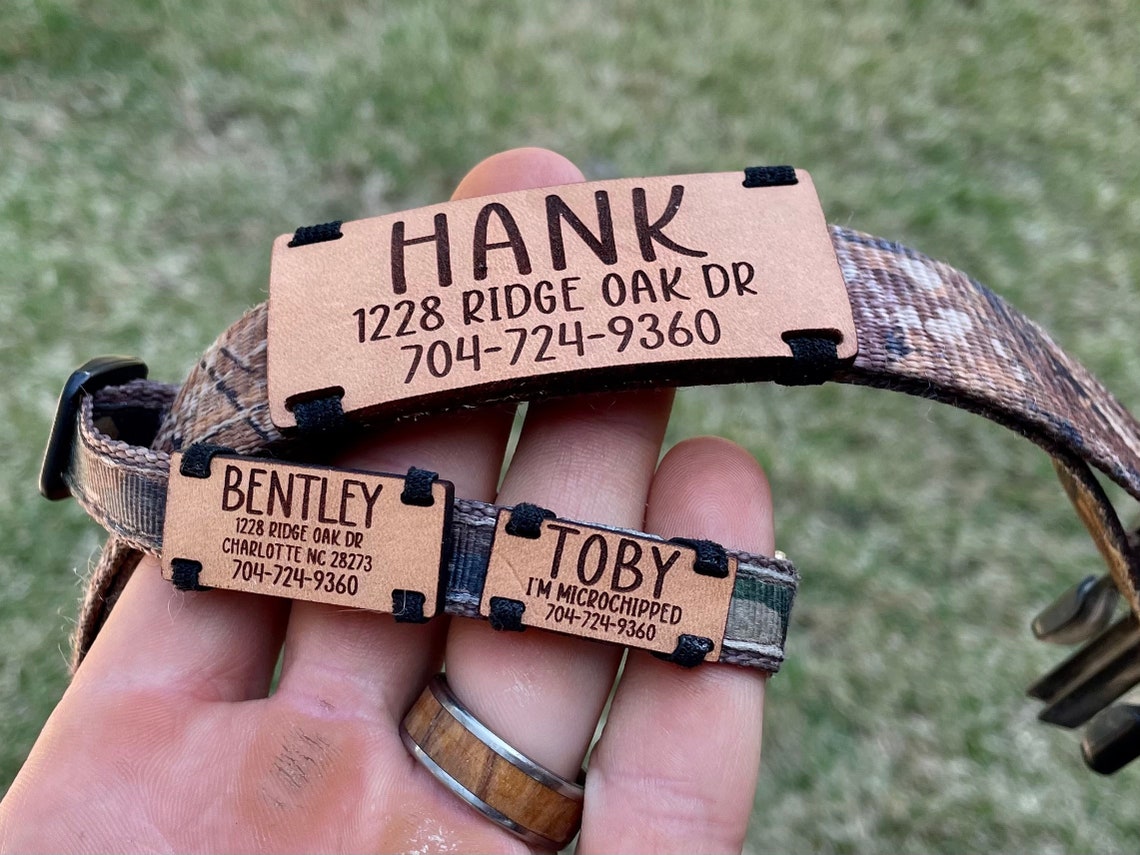 HANK
1228 RIDGE OAK DR
704-724-9360
BENTLEY
1228 RIDGE OAK DR
CHARLOTTE NC 28273
704-724-9360
TOBY
I'M MICROCHIPPED
704-724-9360